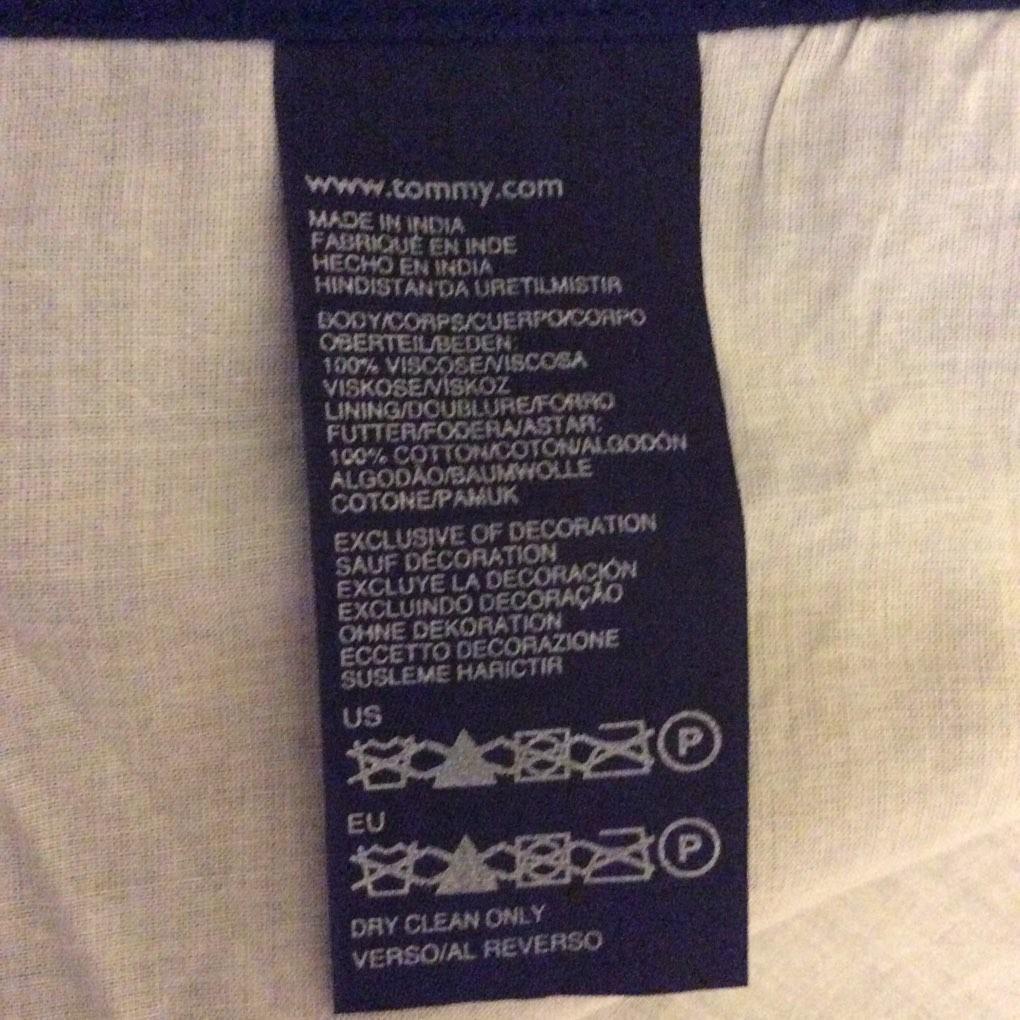 www.tommy.com
MADE IN INDIA
FABRIQUÉ EN INDE
HECHO EN INDIA
HINDISTAN'DA URETILMISTIR
BODY/CORPS/CUERPO/CORPO
OBERTEIL/BEDEN:
100% VISCOSE/VISCOSA
VISKOSE/VİSKOZ
LINING/DOUBLURE/FORRO
FUTTER/FODERA/ASTAR:
100% COTTON/COTON/ALGODÓN
ALGODÃO/BAUMWOLLE
COTONE/PAMUK
EXCLUSIVE OF DECORATION
SAUF DÉCORATION
EXCLUYE LA DECORACIÓN
EXCLUINDO DECORAÇÃO
OHNE DEKORATION
ECCETTO DECORAZIONE
SUSLEME HARICTIR
US
P
EU
P
DRY CLEAN ONLY
VERSO/AL REVERSO